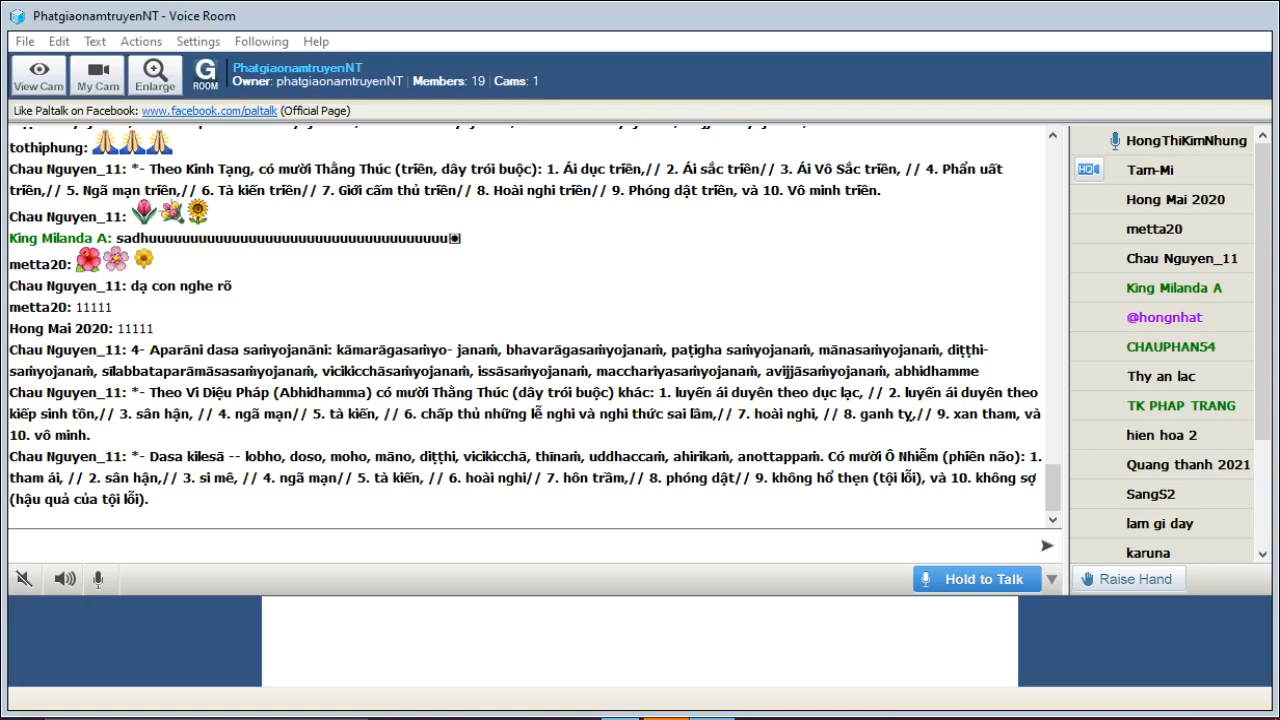 PhatgiaonamtruyenNT - Voice Room
File Edit Text Actions Settings Following Help
View Cam My Cam Enlarge G ROOM
PhatgiaonamtruyenNT
Owner: phatgiaonamtruyenNT | Members: 19 | Cams: 1
Like Paltalk on Facebook: www.facebook.com/paltalk (Official Page)
tothiphung:
Chau Nguyen_11: *- Theo Kinh Tạng, có mười Thằng Thúc (triền, dây trói buộc): 1. Ái dục triền,// 2. Ái sắc triền// 3. Ái Vô Sắc triền, // 4. Phẩn uất
triền,// 5. Ngã mạn triền,// 6. Tà kiến triền// 7. Giới cấm thủ triền// 8. Hoài nghi triền// 9. Phóng dật triền, và 10. Vô minh triền.
Chau Nguyen_11:
King Milanda A: sadhuuuuuuuuuuuuuuuuuuuuuuuuuuuuuuuuuuuu
metta20:
Chau Nguyen_11: dạ con nghe rõ
metta20: 11111
Hong Mai 2020: 11111
Chau Nguyen_11: 4- Aparāni dasa saṁyojanāni: kāmarāgasaṁyo- janaṁ, bhavarāgasaṁyojanaṁ, paṭigha saṁyojanaṁ, mānasaṁyojanaṁ, diṭṭhi-
saṁyojanaṁ, sīlabbataparāmāsasaṁyojanaṁ, vicikicchāsaṁyojanaṁ, issāsaṁyojanaṁ, macchariyasaṁyojanaṁ, avijjāsaṁyojanaṁ, abhidhamme
Chau Nguyen_11: *- Theo Vi Diệu Pháp (Abhidhamma) có mười Thằng Thúc (dây trói buộc) khác: 1. luyến ái duyên theo dục lạc, // 2. luyến ái duyên theo
kiếp sinh tồn,// 3. sân hận, // 4. ngã mạn// 5. tà kiến, // 6. chấp thủ những lễ nghi và nghi thức sai lầm,// 7. hoài nghi, // 8. ganh tỵ,// 9. xan tham, và
10. vô minh.
Chau Nguyen_11: *- Dasa kilesā -- lobho, doso, moho, māno, diṭṭhi, vicikicchā, thīnaṁ, uddhaccaṁ, ahirikaṁ, anottappaṁ. Có mười Ô Nhiễm (phiền não): 1.
tham ái, // 2. sân hận,// 3. si mê, // 4. ngã mạn// 5. tà kiến, // 6. hoài nghi// 7. hôn trầm,// 8. phóng dật// 9. không hổ thẹn (tội lỗi), và 10. không sợ
(hậu quả của tội lỗi).
HongThiKimNhung
HQ Tam-Mi
Hong Mai 2020
metta20
Chau Nguyen_11
King Milanda A
@hongnhat
CHAUPHAN54
Thy an lac
TK PHAP TRANG
hien hoa 2
Quang thanh 2021
SangS2
lam gi day
karuna
Hold to Talk
Raise Hand